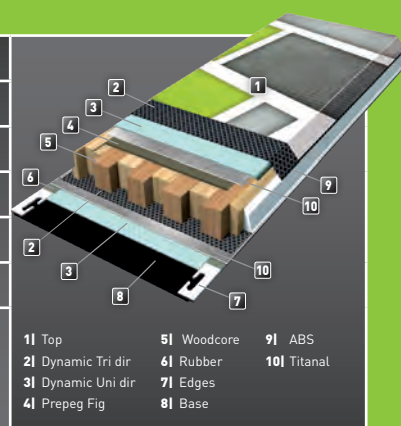 1
2
3
4
5
6
9
10
2
3
10
8
7
1| Top
2| Dynamic Tri dir
3| Dynamic Uni dir
4| Prepeg Fig
5| Woodcore
6| Rubber
7| Edges
8| Base
9| ABS
10| Titanal